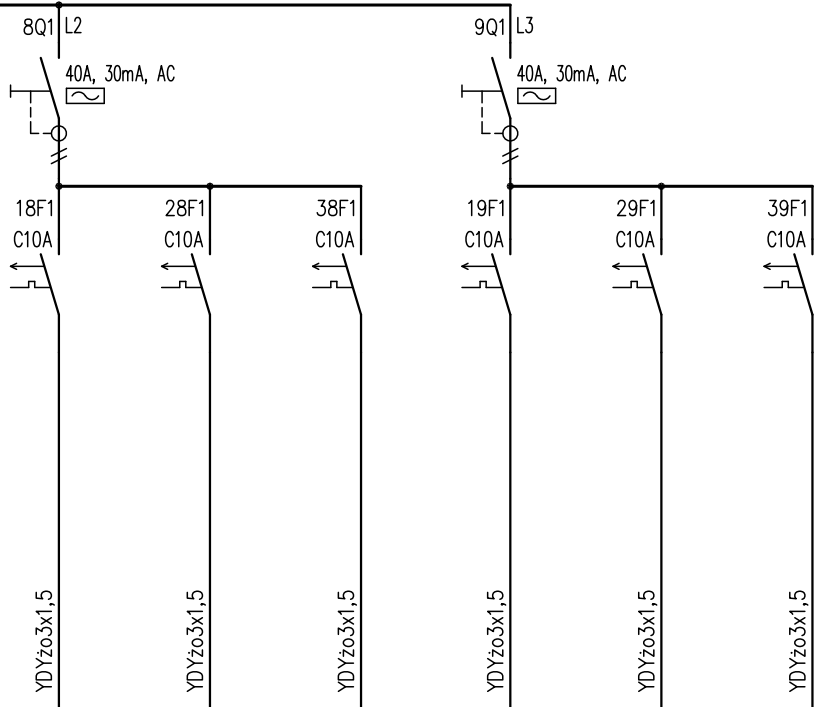 8Q1 L2
9Q1 L3
40A, 30mA, AC
40A, 30mA, AC
18F1
28F1
38F1
19F1
29F1
39F1
C10A
C10A
C10A
C10A
C10A
C10A
YDYżo3x1,5
YDYżo3x1,5
YDYżo3x1,5
YDYżo3x1,5
YDYżo3x1,5
YDYżo3x1,5